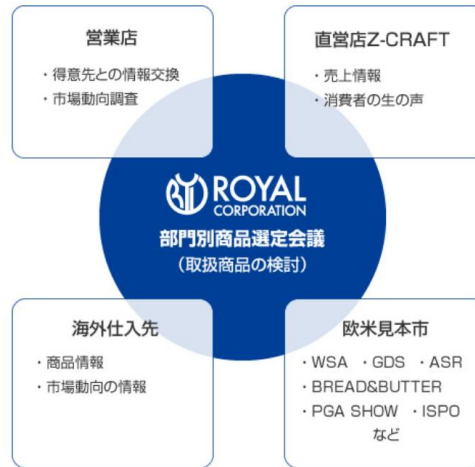 営業店
・得意先との情報交換
・市場動向調査
直営店Z-CRAFT
・売上情報
・消費者の生の声
ROYAL
CORPORATION
部門別商品選定会議
（取扱商品の検討）
海外仕入先
・商品情報
・市場動向の情報
欧米見本市
・WSA ・GDS ・ASR
・BREAD&BUTTER
・PGA SHOW ・ISPO
など